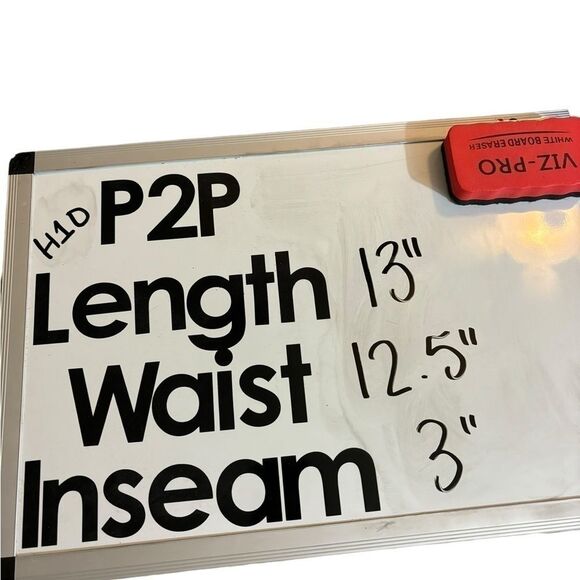 H1D P2P
Length 13"
Waist 12.5"
Inseam 3"
VIZ-PRO
WHITE BOARD ERASER